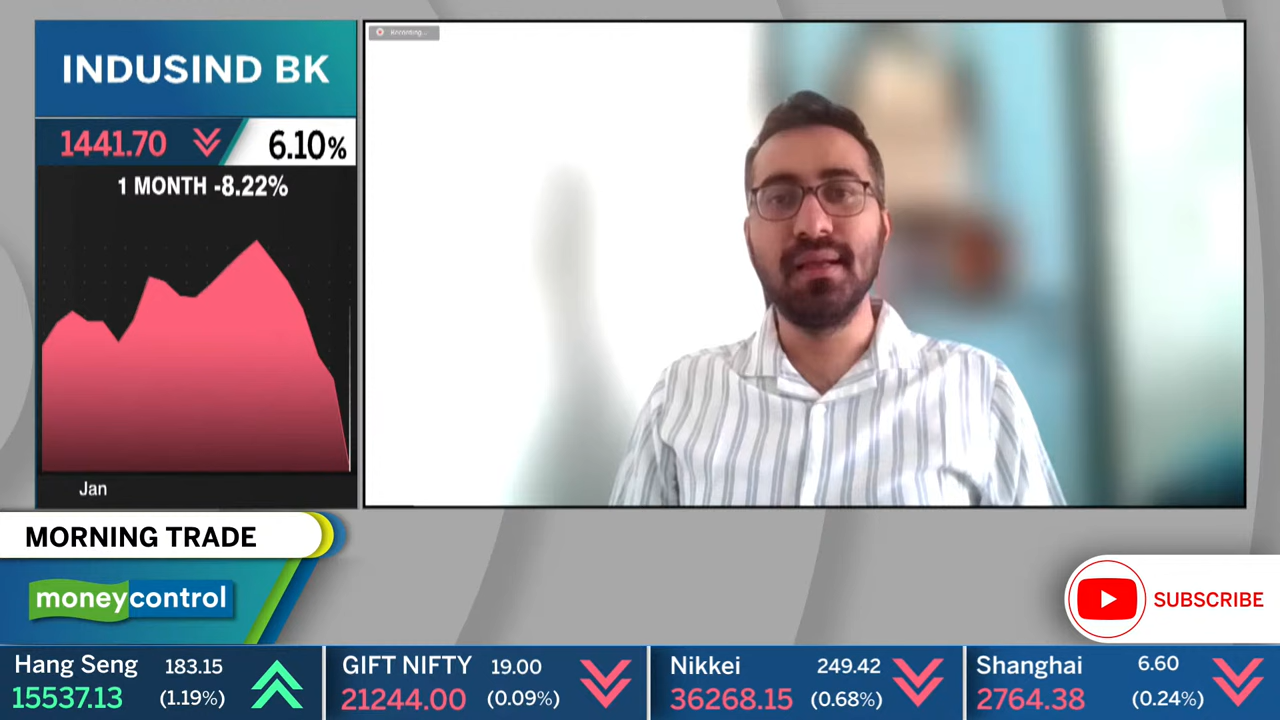 INDUSIND BK
1441.70 6.10%
1 MONTH -8.22%
Jan
Recording...
MORNING TRADE
moneycontrol
SUBSCRIBE
Hang Seng 183.15
15537.13 (1.19%)
GIFT NIFTY 19.00
21244.00 (0.09%)
Nikkei 249.42
36268.15 (0.68%)
Shanghai 6.60
2764.38 (0.24%)